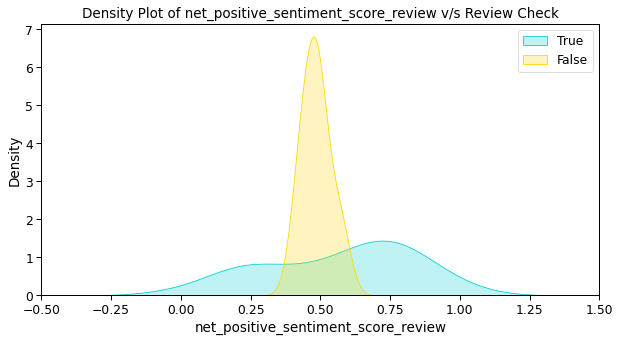 Density Plot of net_positive_sentiment_score_review v/s Review Check
True
False
7
6
5
4
3
2
1
0
Density
−0.50 −0.25 0.00 0.25 0.50 0.75 1.00 1.25 1.50
net_positive_sentiment_score_review